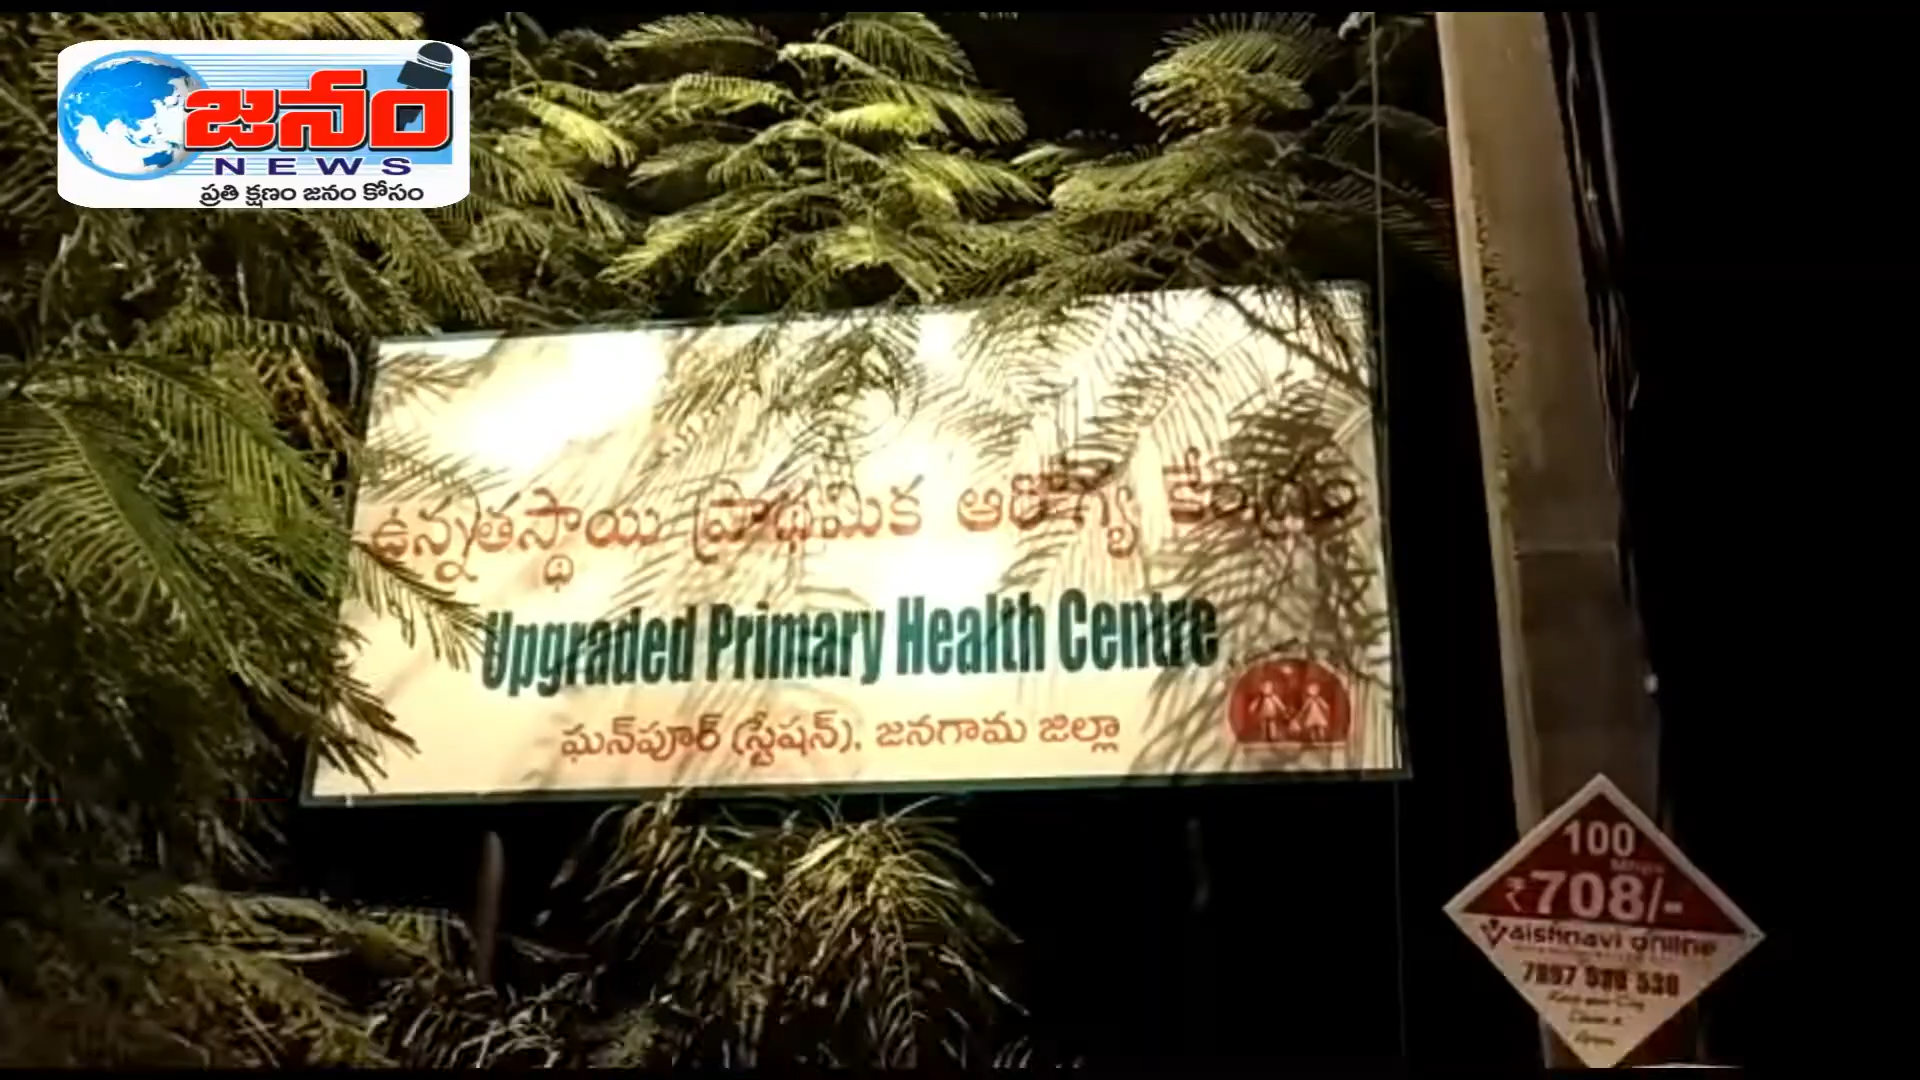 జనం
NEWS
ప్రతి క్షణం జనం కోసం
ఉన్నతస్థాయి ప్రాథమిక ఆరోగ్య కేంద్రం
Upgraded Primary Health Centre
ఘన్‌పూర్ (స్టేషన్), జనగామ జిల్లా
100
₹708/-
Vaishnavi online